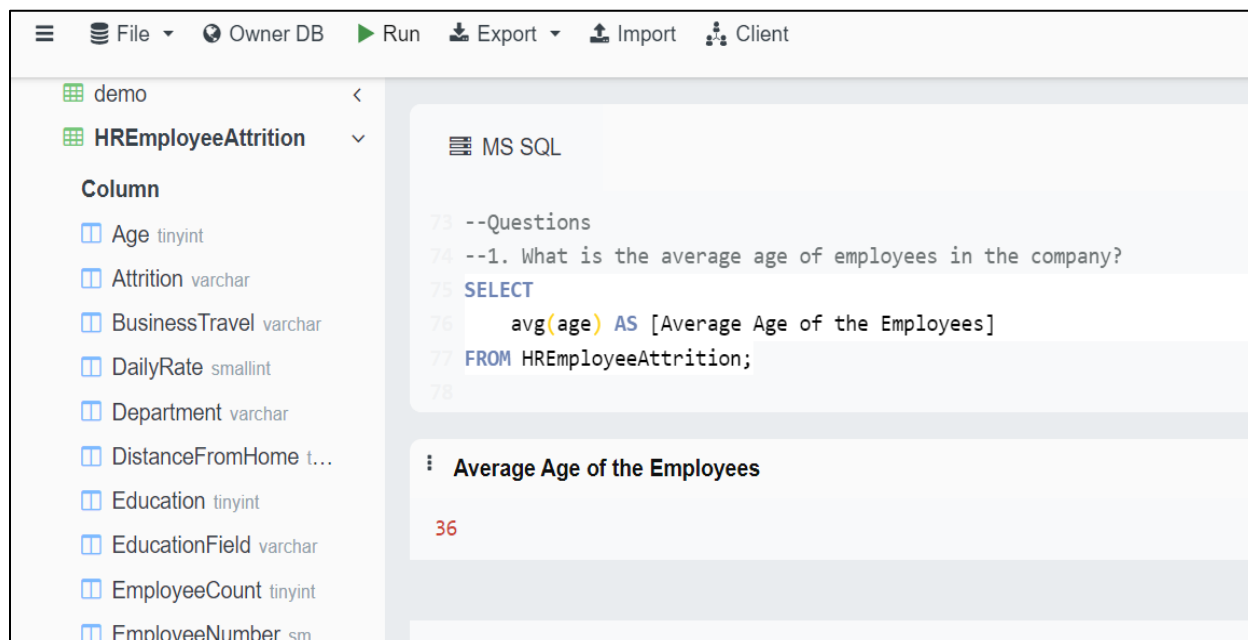 File Owner DB Run Export Import Client
demo
HREmployeeAttrition
Column
Age tinyint
Attrition varchar
BusinessTravel varchar
DailyRate smallint
Department varchar
DistanceFromHome t...
Education tinyint
EducationField varchar
EmployeeCount tinyint
EmployeeNumber sm
MS SQL
73 --Questions
74 --1. What is the average age of employees in the company?
75 SELECT
76 avg(age) AS [Average Age of the Employees]
77 FROM HREmployeeAttrition;
78
Average Age of the Employees
36